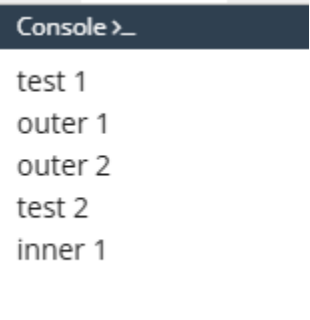 Console >_
test 1
outer 1
outer 2
test 2
inner 1